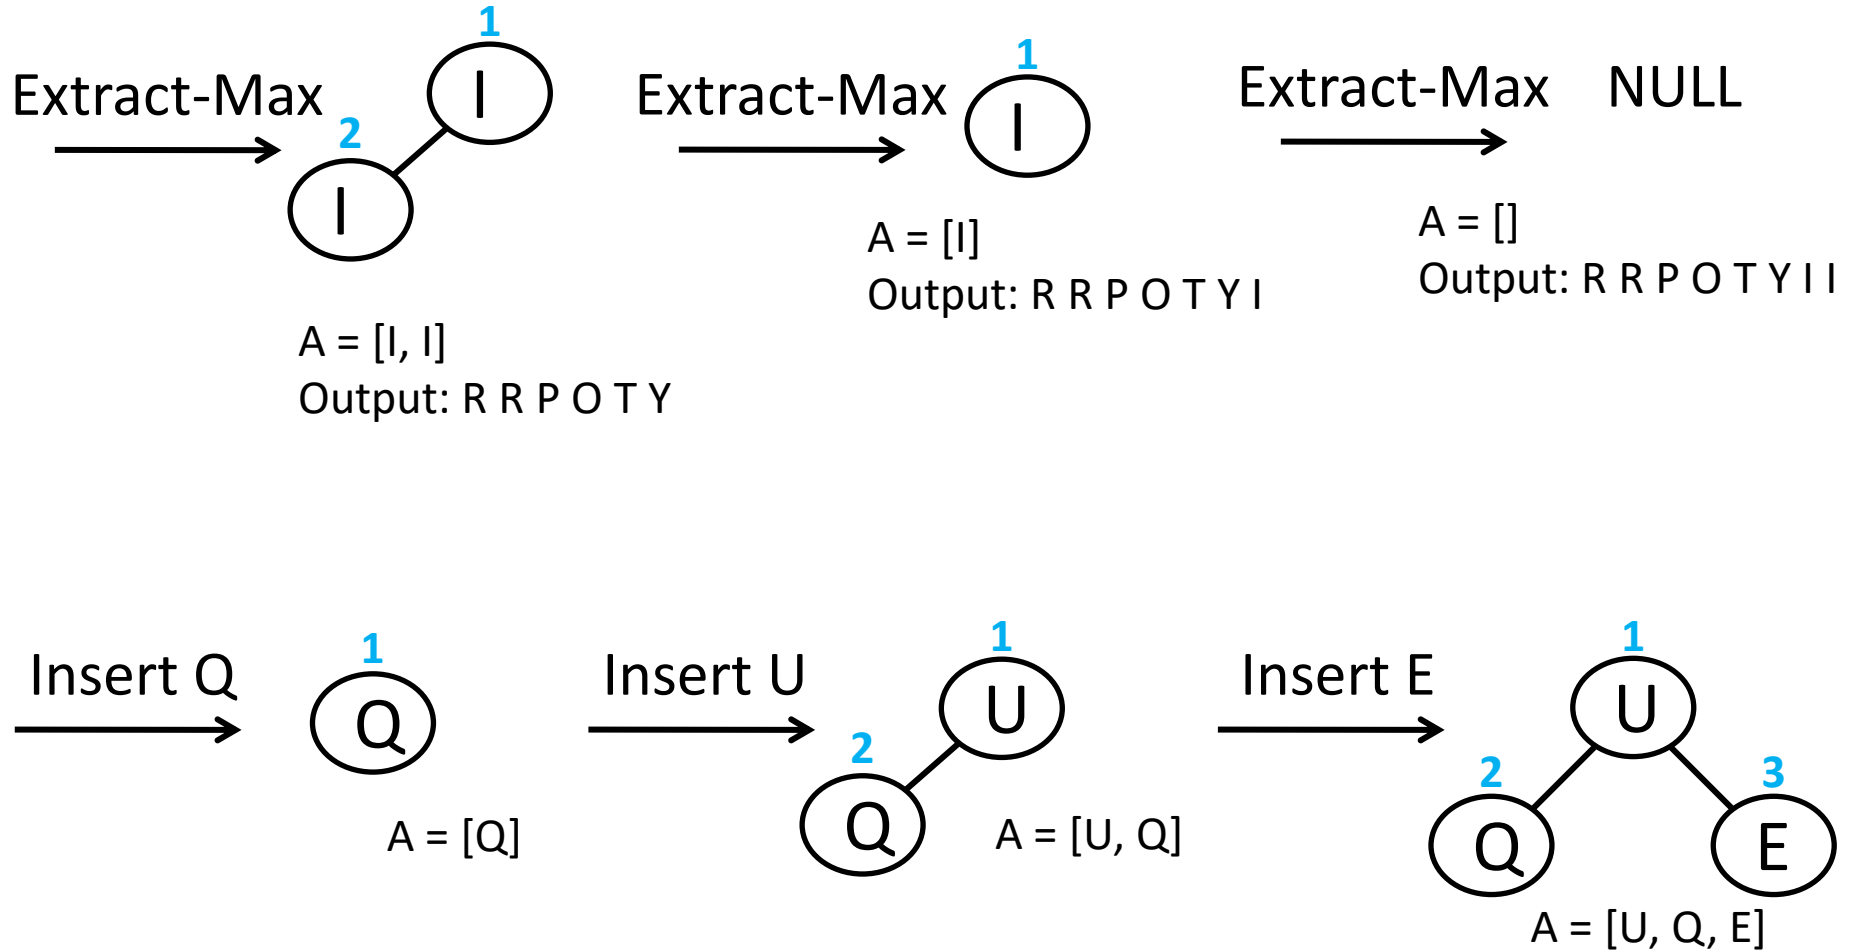 Extract-Max
1
I
2
I
A = [I, I]
Output: R R P O T Y
Extract-Max
1
I
A = [I]
Output: R R P O T Y I
Extract-Max NULL
A = []
Output: R R P O T Y I I
Insert Q
1
Q
A = [Q]
Insert U
1
U
2
Q
A = [U, Q]
Insert E
1
U
2
Q
3
E
A = [U, Q, E]